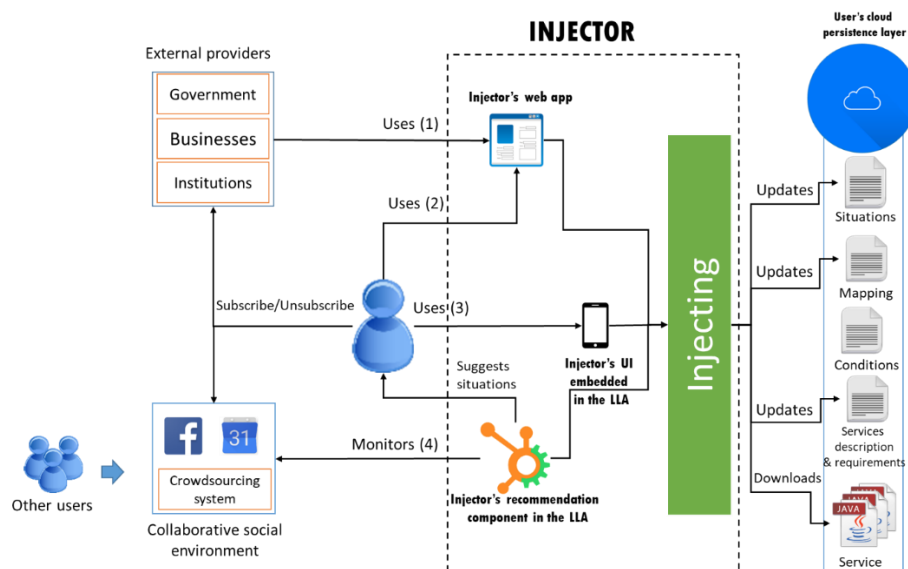 INJECTOR
User's cloud
persistence layer
External providers
Government
Businesses
Institutions
Uses (1)
Injector's web app
Uses (2)
Subscribe/Unsubscribe
Uses (3)
Injector's UI
embedded
in the LLA
Suggests
situations
Monitors (4)
Injector's recommendation
component in the LLA
f
31
Crowdsourcing
system
Collaborative social
environment
Other users
Injecting
Updates
Situations
Updates
Mapping
Conditions
Updates
Services
description
& requirements
Downloads
JAVA
JAVA
JAVA
Service